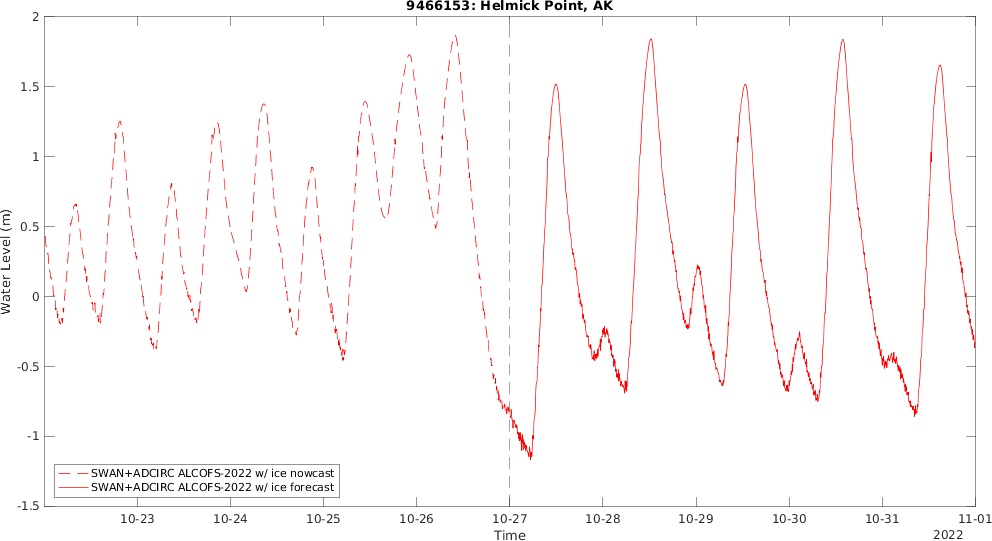 9466153: Helmick Point, AK
2
1.5
1
0.5
0
-0.5
-1
-1.5
Water Level (m)
SWAN+ADCIRC ALCOFS-2022 w/ ice nowcast
SWAN+ADCIRC ALCOFS-2022 w/ ice forecast
10-23 10-24 10-25 10-26 10-27 10-28 10-29 10-30 10-31 11-01
Time
2022